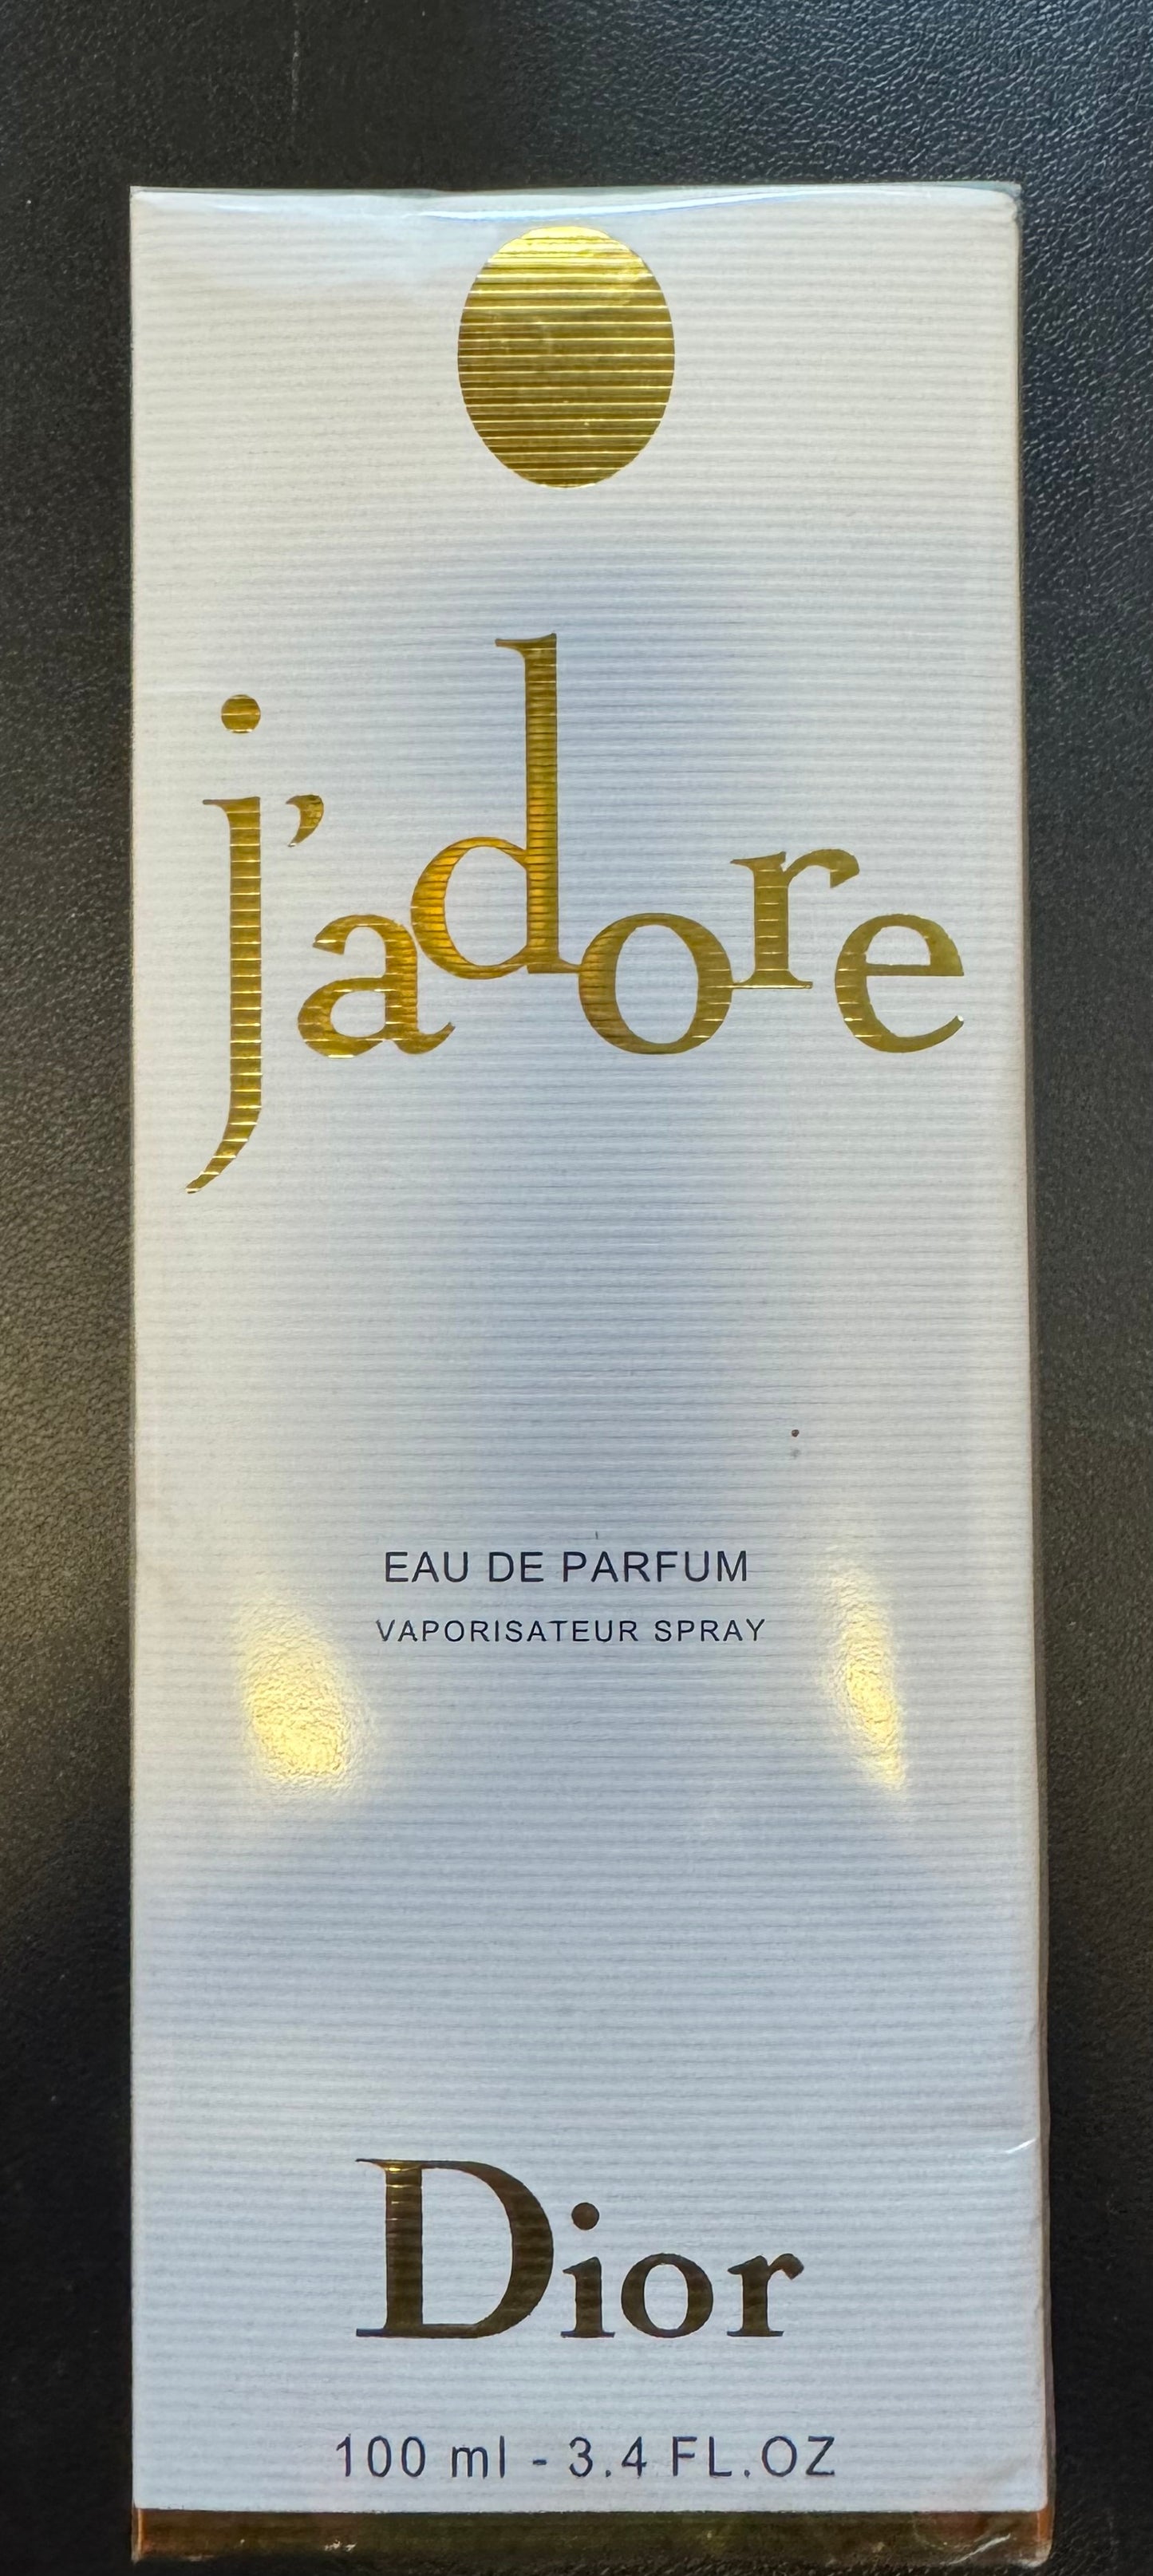 j'adore
EAU DE PARFUM
VAPORISATEUR SPRAY
Dior
100 ml - 3.4 FL.OZ